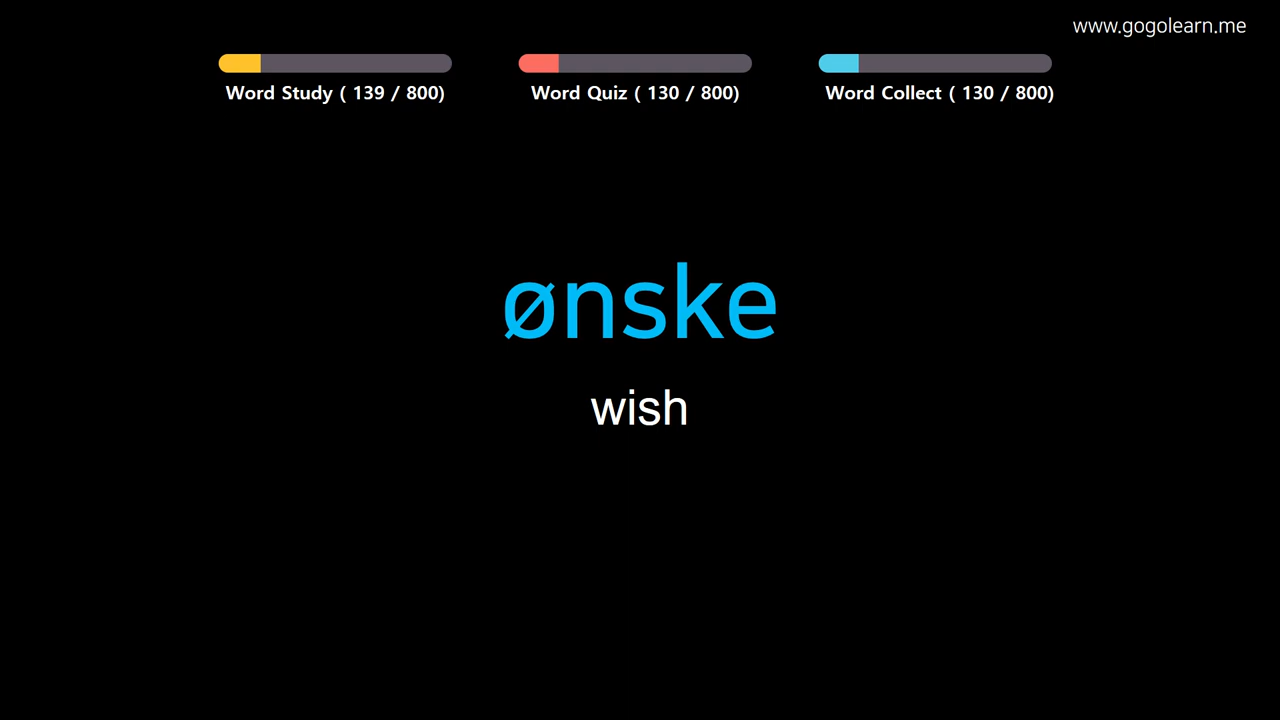 www.gogolearn.me
Word Study ( 139 / 800)
Word Quiz ( 130 / 800)
Word Collect ( 130 / 800)
ønske
wish